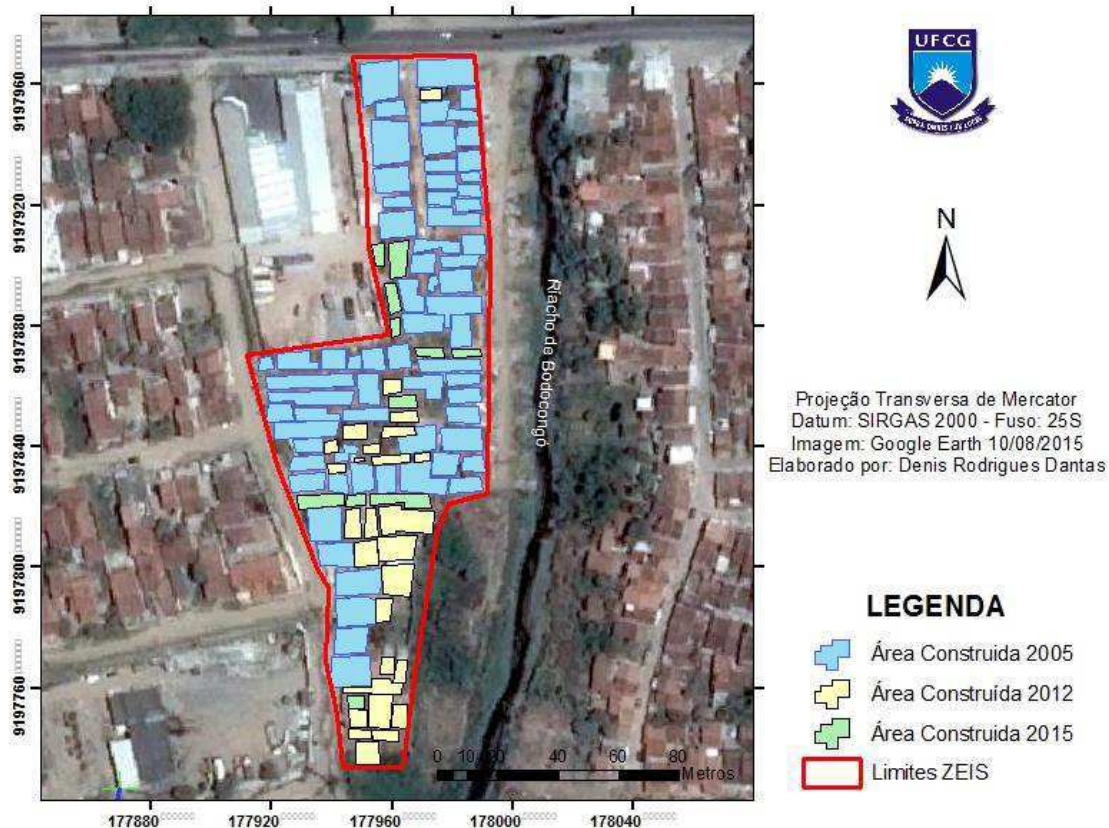 UFCG
N
Riacho de Bodocongó
Projeção Transversa de Mercator
Datum: SIRGAS 2000 - Fuso: 25S
Imagem: Google Earth 10/08/2015
Elaborado por: Denis Rodrigues Dantas
LEGENDA
Área Construida 2005
Área Construída 2012
Área Construida 2015
Limites ZEIS
0 10 20 40 60 80
Metros
9197960
9197920
9197880
9197840
9197800
9197760
177880 177920 177960 178000 178040